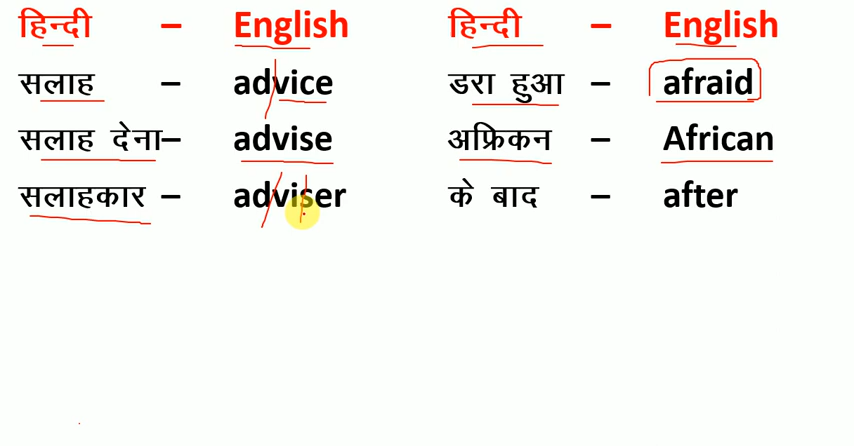 हिन्दी – English हिन्दी – English
सलाह – advice डरा हुआ – afraid
सलाह देना– advise अफ्रिकन – African
सलाहकार – adviser के बाद – after